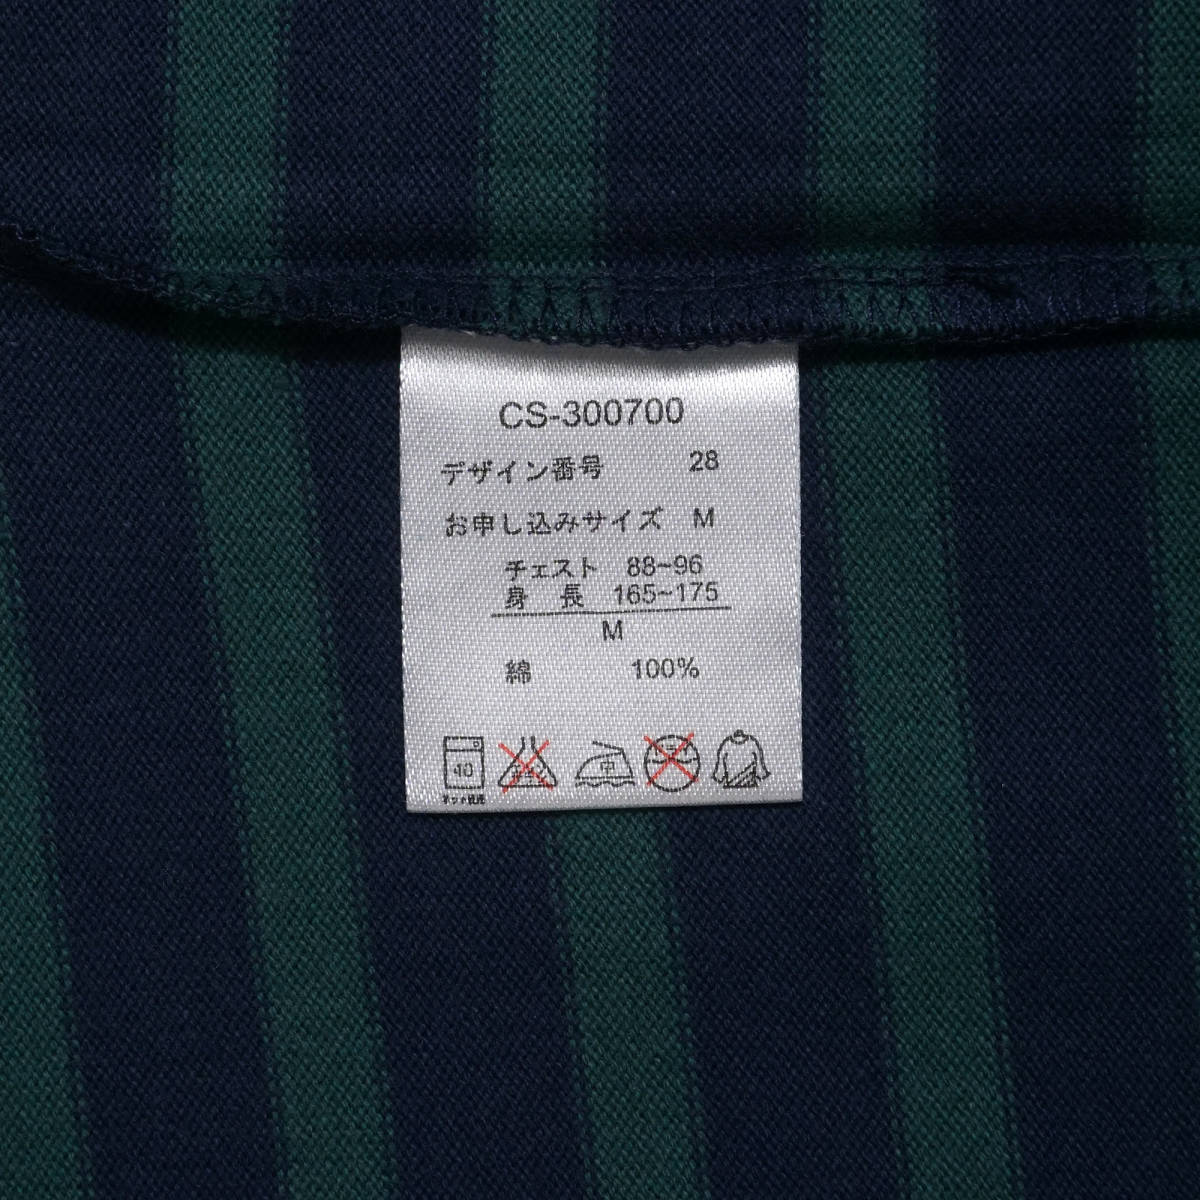 CS-300700
デザイン番号 28
お申し込みサイズ M
チェスト 88~96
身 長 165~175
M
綿 100%
40 中